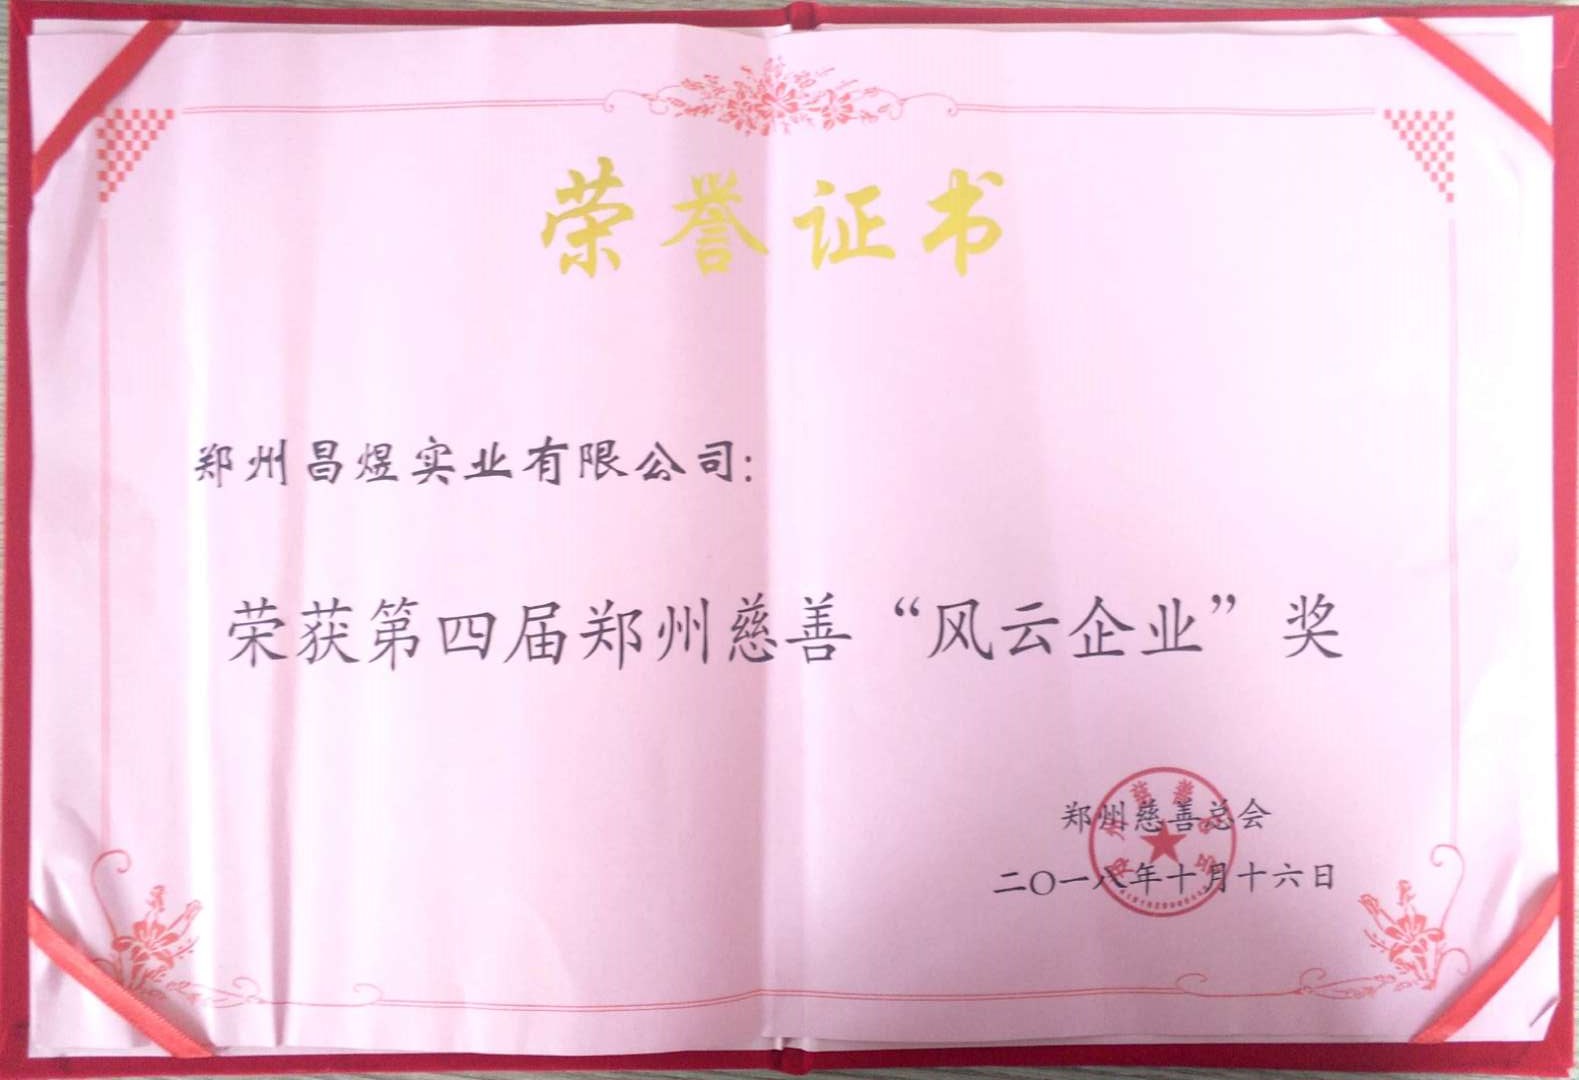 荣誉证书
郑州昌煜实业有限公司:
荣获第四届郑州慈善“风云企业”奖
郑州慈善总会
二〇一八年十月十六日